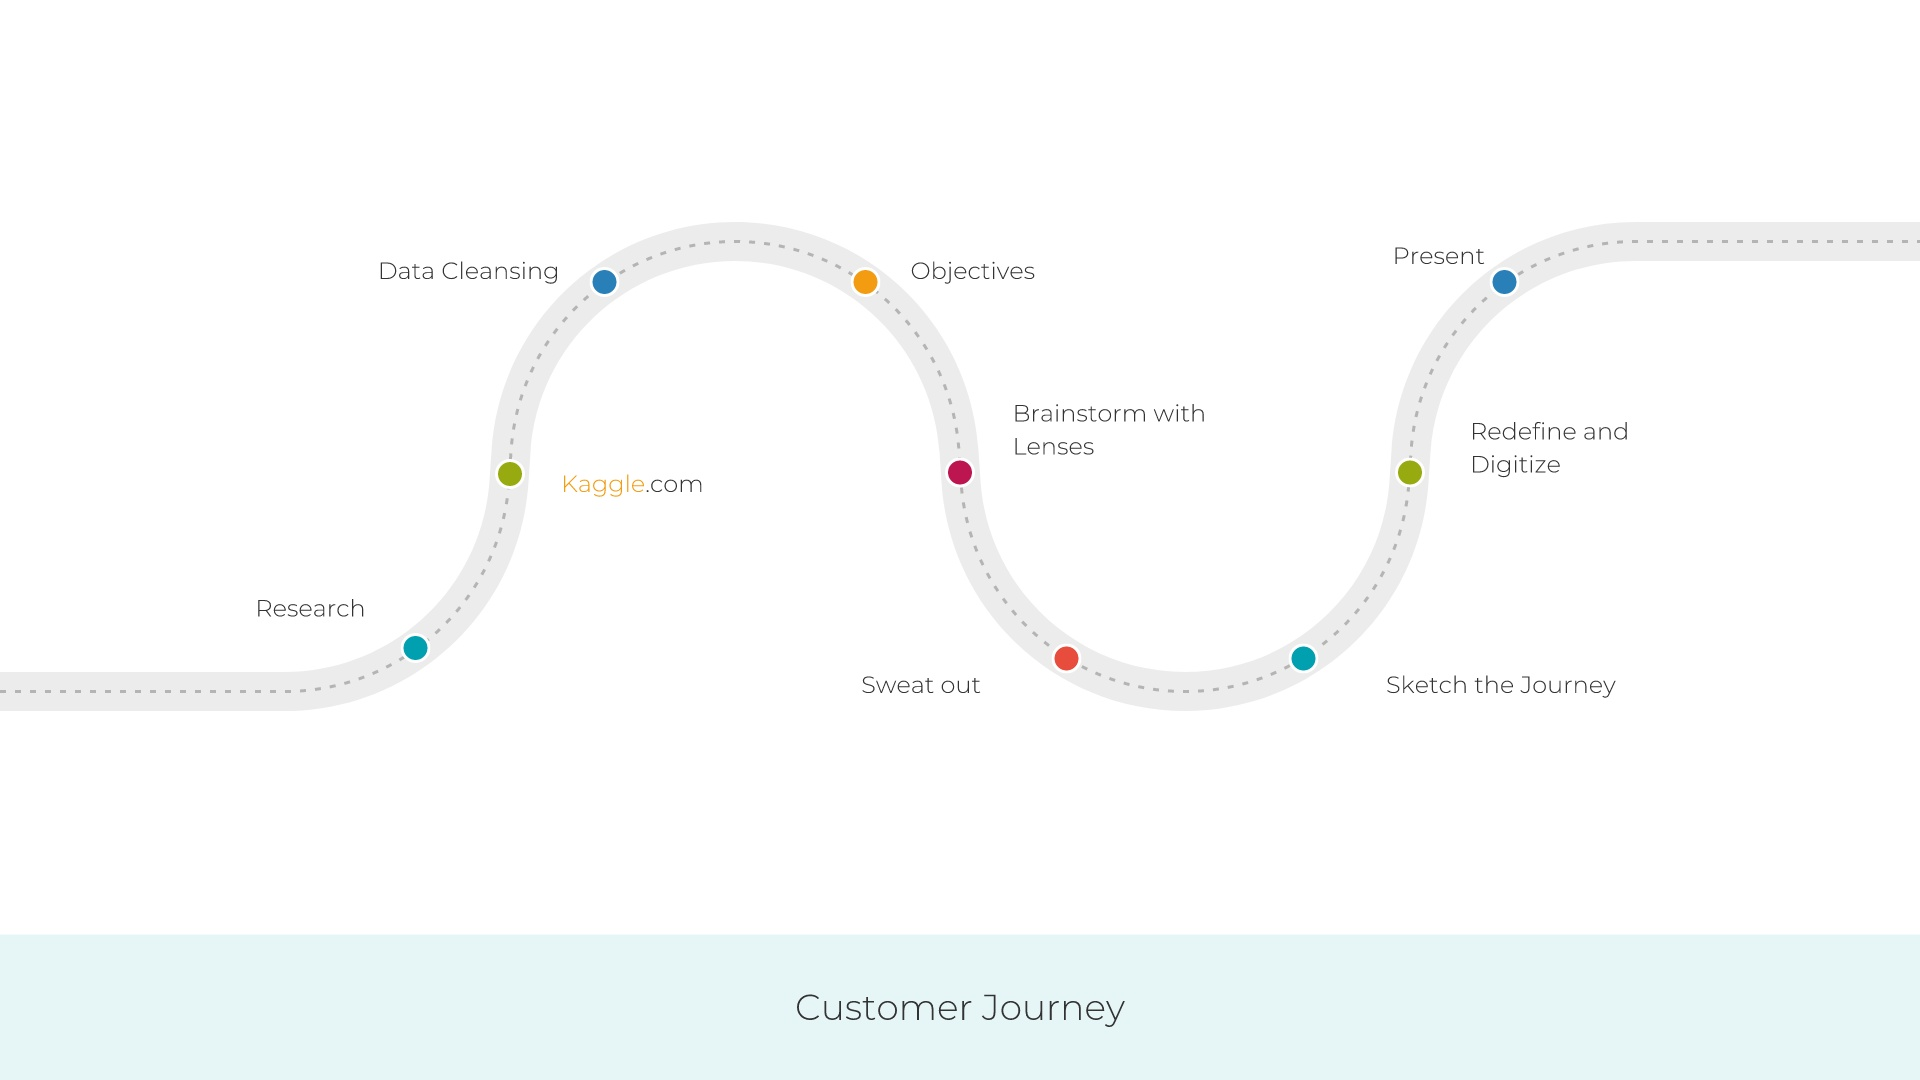 Research
Kaggle.com
Data Cleansing
Objectives
Brainstorm with
Lenses
Sweat out
Sketch the Journey
Redefine and
Digitize
Present
Customer Journey